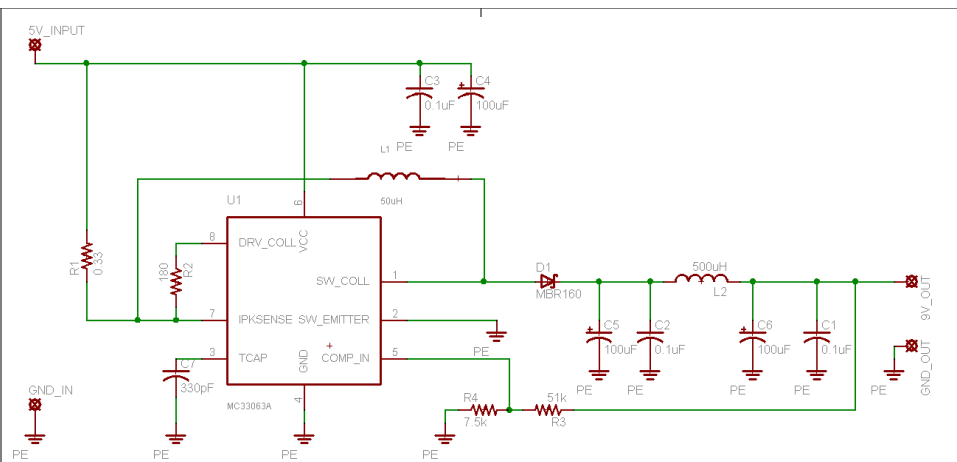 5V_INPUT
C3
0.1uF
PE
C4
100uF
PE
L1
50uH
U1
R1
0.33
180
R2
8
DRV_COLL
6
VCC
SW_COLL
1
7
IPKSENSE
SW_EMITTER
2
PE
3
TCAP
GND
COMP_IN
5
4
MC33063A
PE
C7
330pF
PE
D1
MBR160
C5
100uF
PE
C2
0.1uF
PE
500uH
L2
C6
100uF
PE
C1
0.1uF
PE
9V_OUT
GND_OUT
PE
R4
7.5k
PE
51k
R3
GND_IN
PE